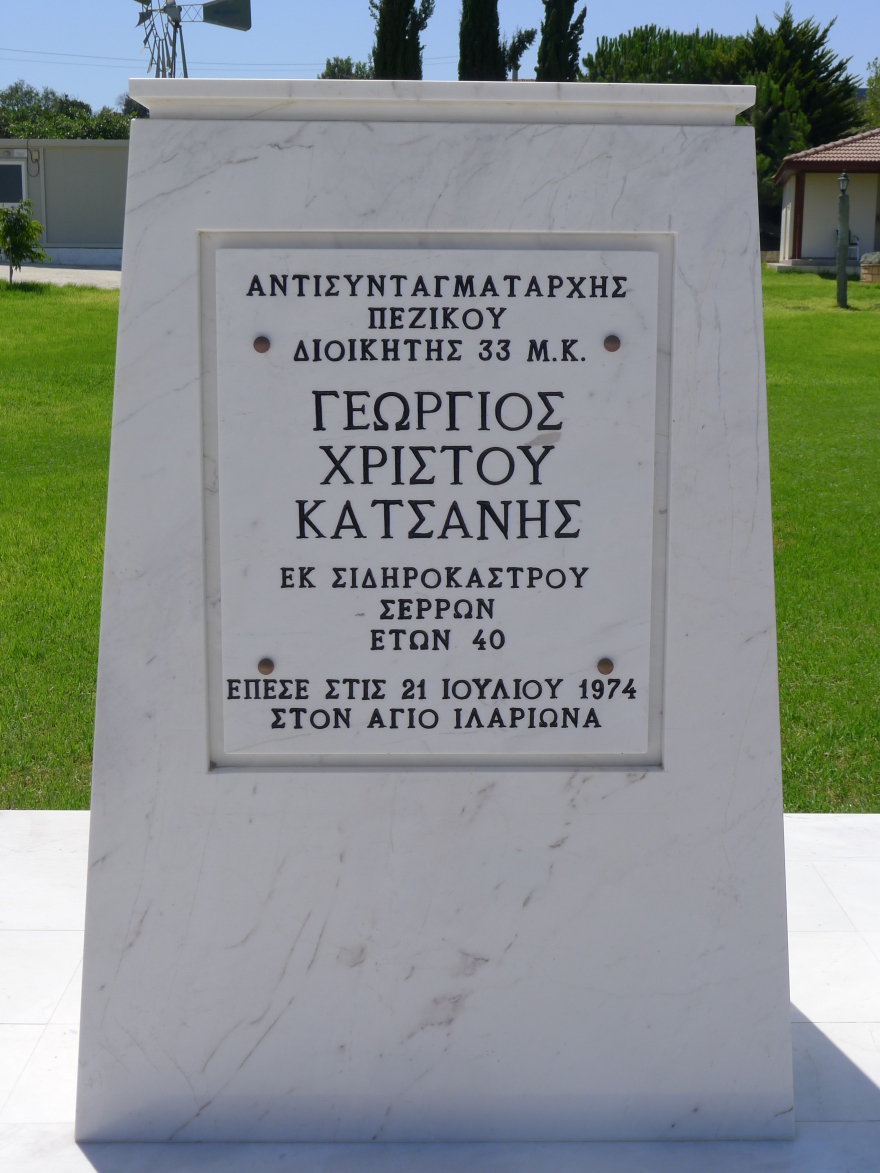 ΑΝΤΙΣΥΝΤΑΓΜΑΤΑΡΧΗΣ
ΠΕΖΙΚΟΥ
ΔΙΟΙΚΗΤΗΣ 33 Μ.Κ.
ΓΕΩΡΓΙΟΣ
ΧΡΙΣΤΟΥ
ΚΑΤΣΑΝΗΣ
ΕΚ ΣΙΔΗΡΟΚΑΣΤΡΟΥ
ΣΕΡΡΩΝ
ΕΤΩΝ 40
ΕΠΕΣΕ ΣΤΙΣ 21 ΙΟΥΛΙΟΥ 1974
ΣΤΟΝ ΑΓΙΟ ΙΛΑΡΙΩΝΑ